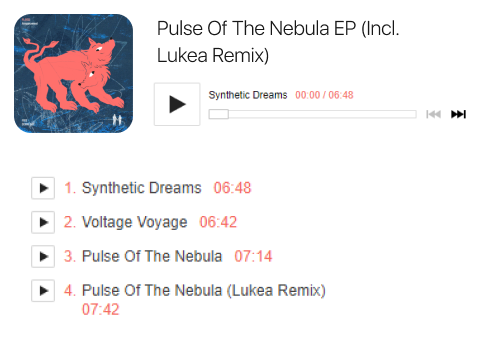 Pulse Of The Nebula EP (Incl.
Lukea Remix)
Synthetic Dreams 00:00 / 06:48
1. Synthetic Dreams 06:48
2. Voltage Voyage 06:42
3. Pulse Of The Nebula 07:14
4. Pulse Of The Nebula (Lukea Remix)
07:42